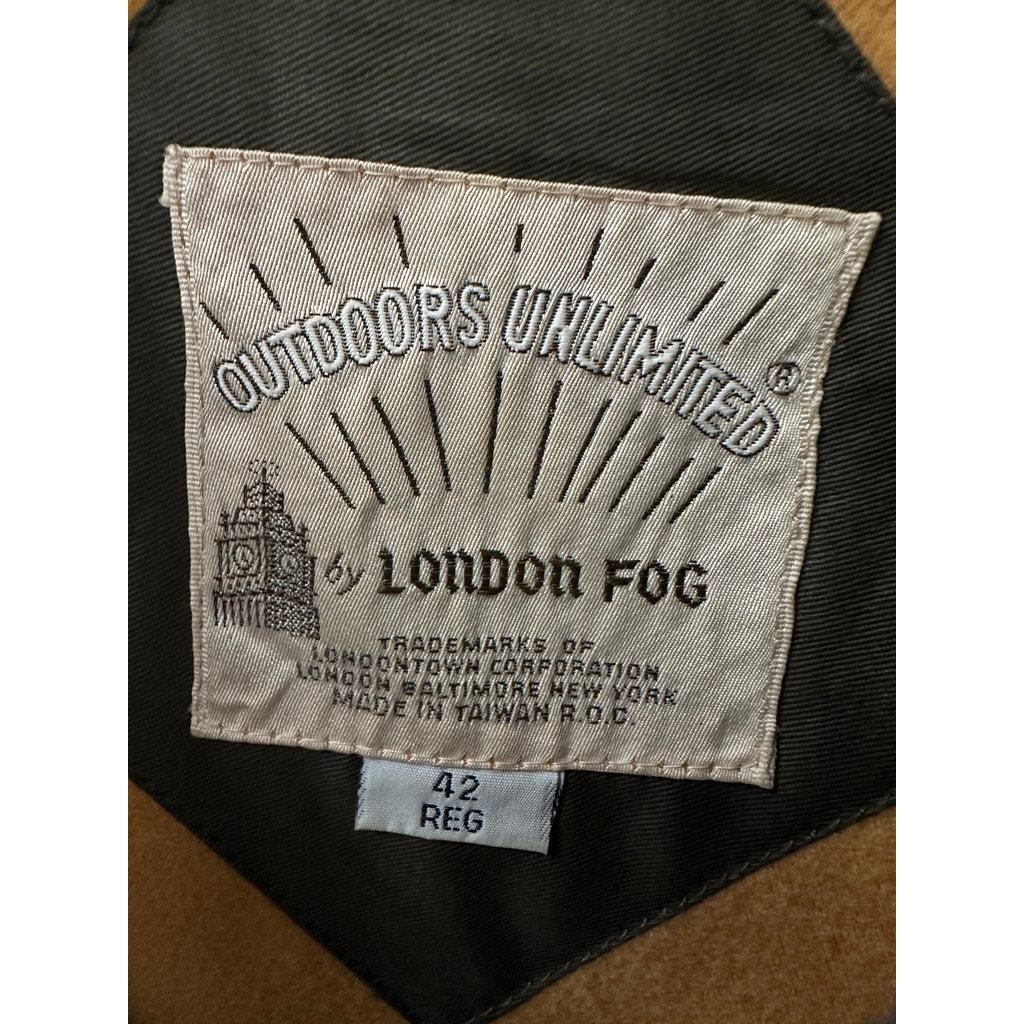 OUTDOORS UNLIMITED ®
by LONDON FOG
TRADEMARKS OF
LONDONTOWN CORPORATION
LONDON BALTIMORE NEW YORK
MADE IN TAIWAN R.O.C.
42
REG